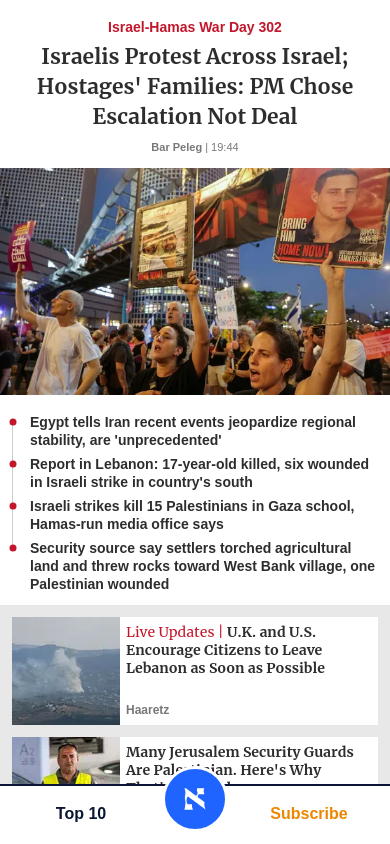 Israel-Hamas War Day 302
Israelis Protest Across Israel;
Hostages' Families: PM Chose
Escalation Not Deal
Bar Peleg | 19:44
BRING
HIM
HOME NOW!
Egypt tells Iran recent events jeopardize regional
stability, are 'unprecedented'
Report in Lebanon: 17-year-old killed, six wounded
in Israeli strike in country's south
Israeli strikes kill 15 Palestinians in Gaza school,
Hamas-run media office says
Security source say settlers torched agricultural
land and threw rocks toward West Bank village, one
Palestinian wounded
Live Updates | U.K. and U.S.
Encourage Citizens to Leave
Lebanon as Soon as Possible
Haaretz
A2
Many Jerusalem Security Guards
Are Palestinian. Here's Why
Top 10
Subscribe